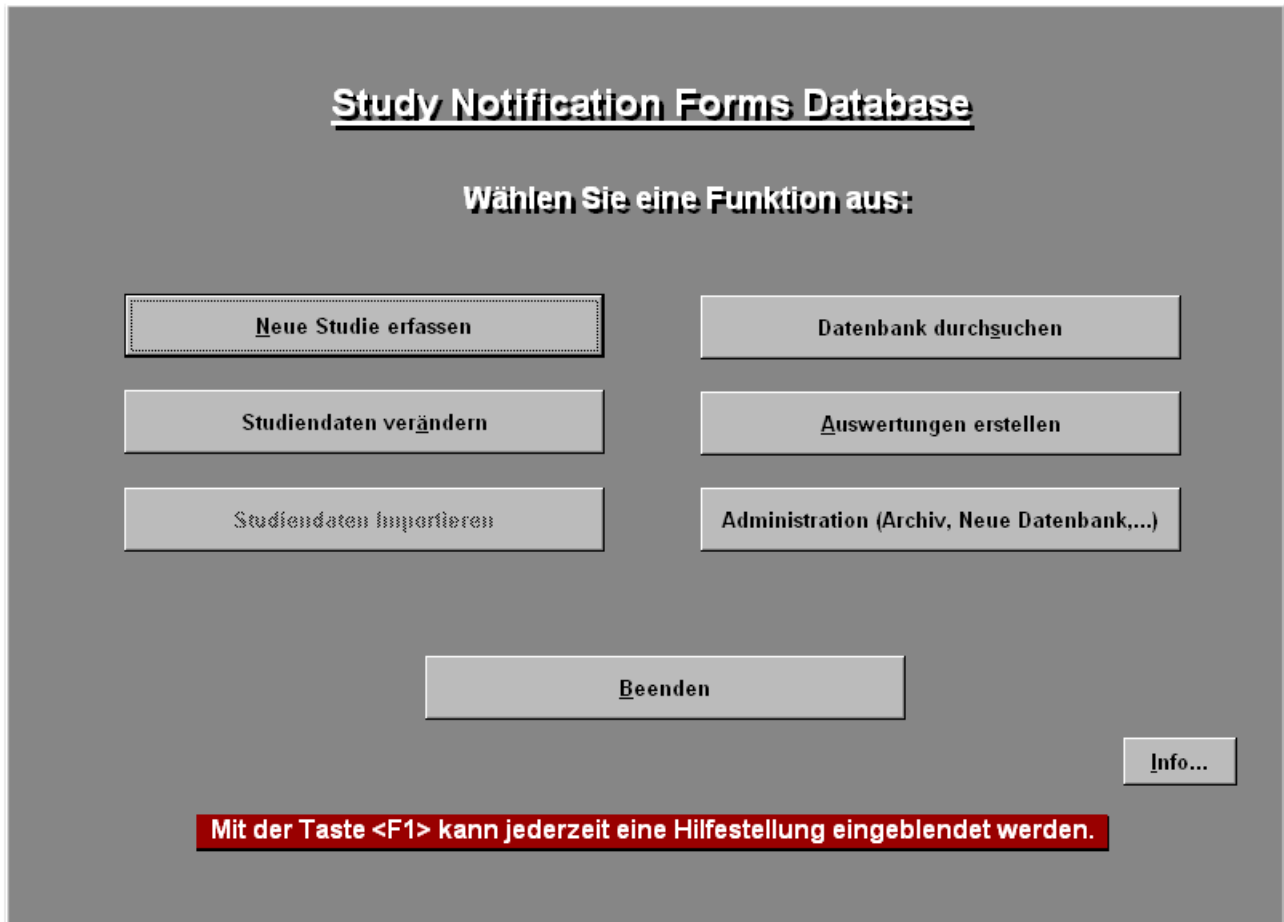 Study Notification Forms Database
Wählen Sie eine Funktion aus:
Neue Studie erfassen
Datenbank durchsuchen
Studiendaten verändern
Auswertungen erstellen
Studiendaten Importieren
Administration (Archiv, Neue Datenbank,...)
Beenden
Info...
Mit der Taste <F1> kann jederzeit eine Hilfestellung eingeblendet werden.